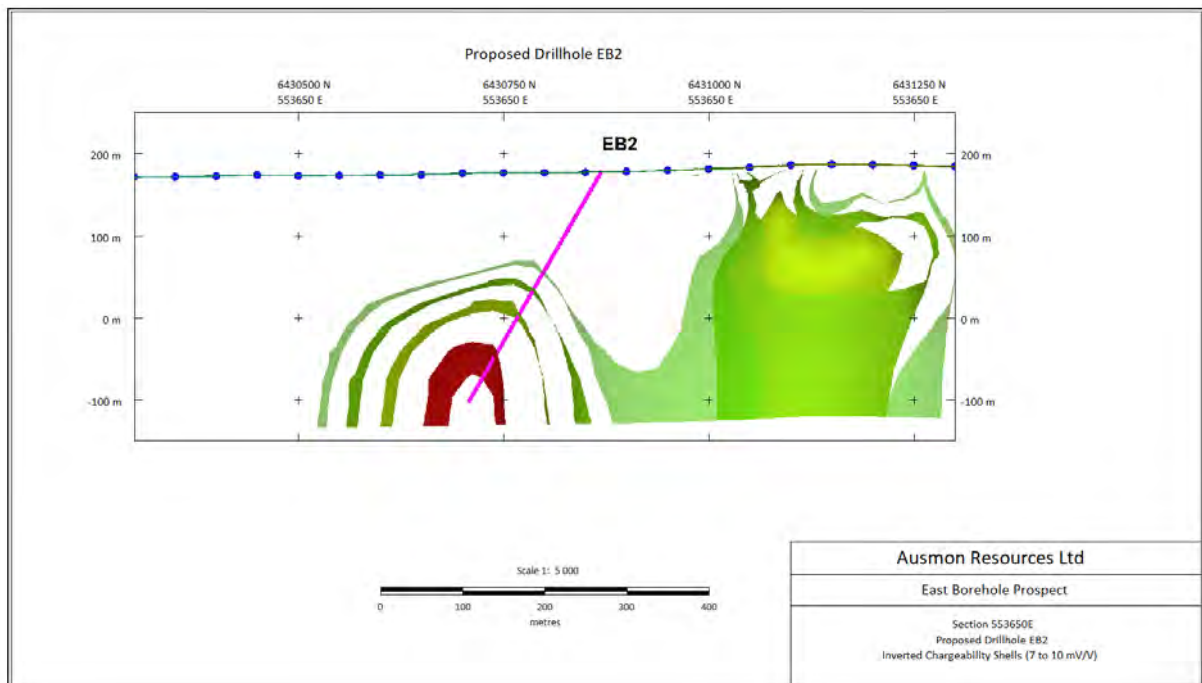 Proposed Drillhole EB2
6430500 N 6430750 N 6431000 N 6431250 N
553650 E 553650 E 553650 E 553650 E
EB2
200 m 200 m
100 m 100 m
0 m 0 m
-100 m -100 m
Scale 1: 5 000
0 100 200 300 400
metres
Ausmon Resources Ltd
East Borehole Prospect
Section 553650E
Proposed Drillhole EB2
Inverted Chargeability Shells (7 to 10 mV/V)